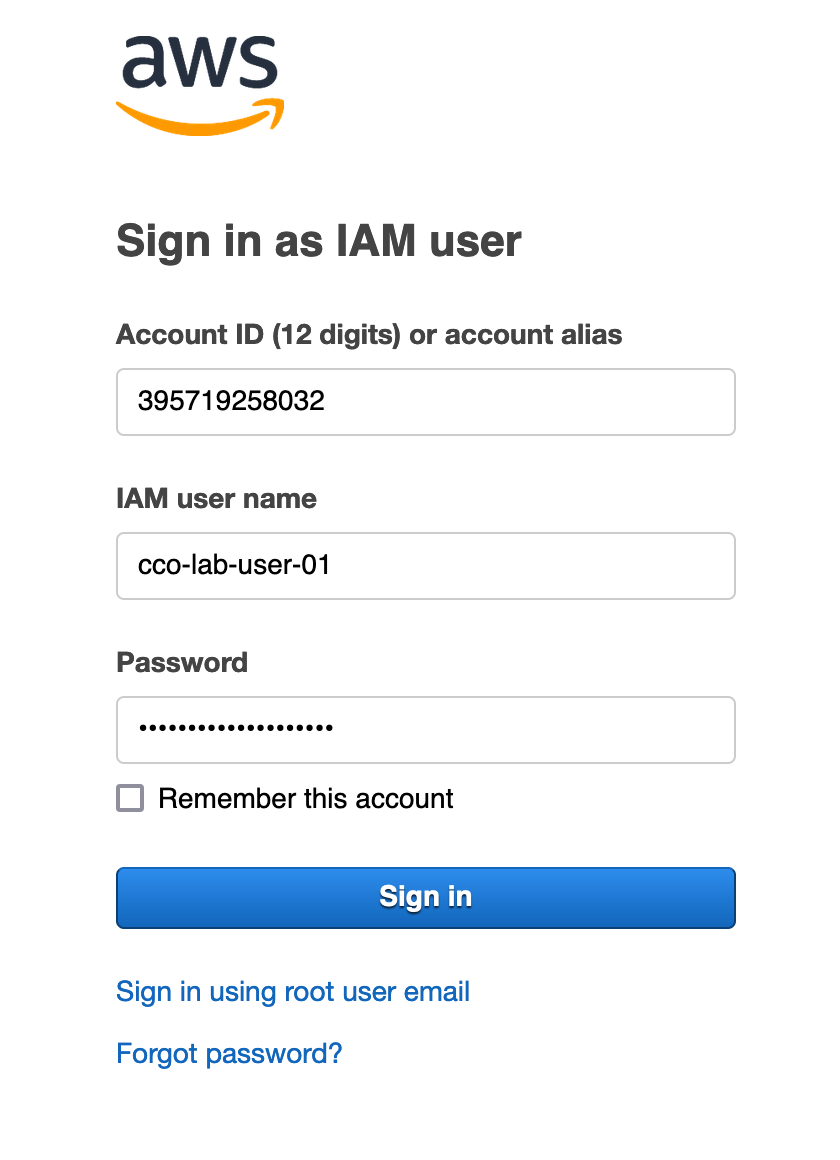 aws
Sign in as IAM user
Account ID (12 digits) or account alias
395719258032
IAM user name
cco-lab-user-01
Password
••••••••••••••••••••
Remember this account
Sign in
Sign in using root user email
Forgot password?